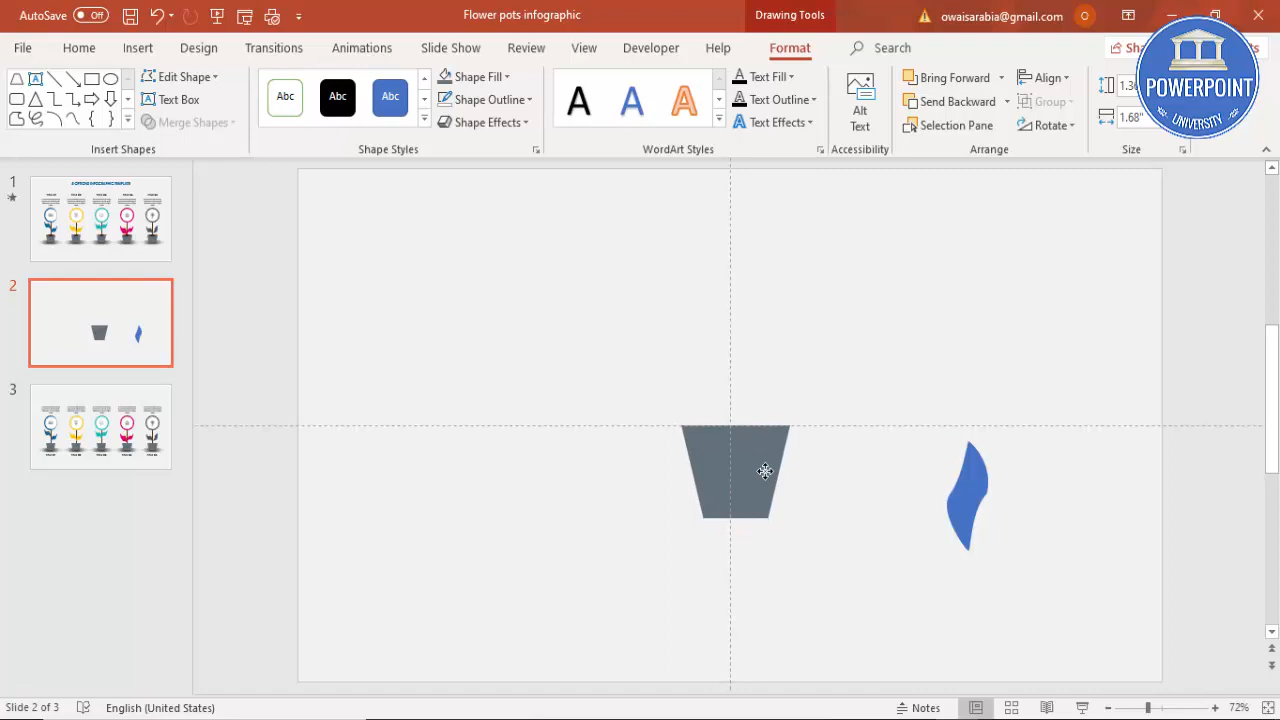 AutoSave Off
Flower pots infographic
Drawing Tools
owaisarabia@gmail.com
O
File Home Insert Design Transitions Animations Slide Show Review View Developer Help Format Search
Edit Shape
Text Box
Merge Shapes
Insert Shapes
Abc Abc Abc
Shape Fill
Shape Outline
Shape Effects
Shape Styles
A A A
Text Fill
Text Outline
Text Effects
WordArt Styles
Alt
Text
Accessibility
Bring Forward
Send Backward
Selection Pane
Align
Group
Rotate
Arrange
1.68"
Size
POWERPOINT
UNIVERSITY
1
2
3
Slide 2 of 3
English (United States)
Notes
72%